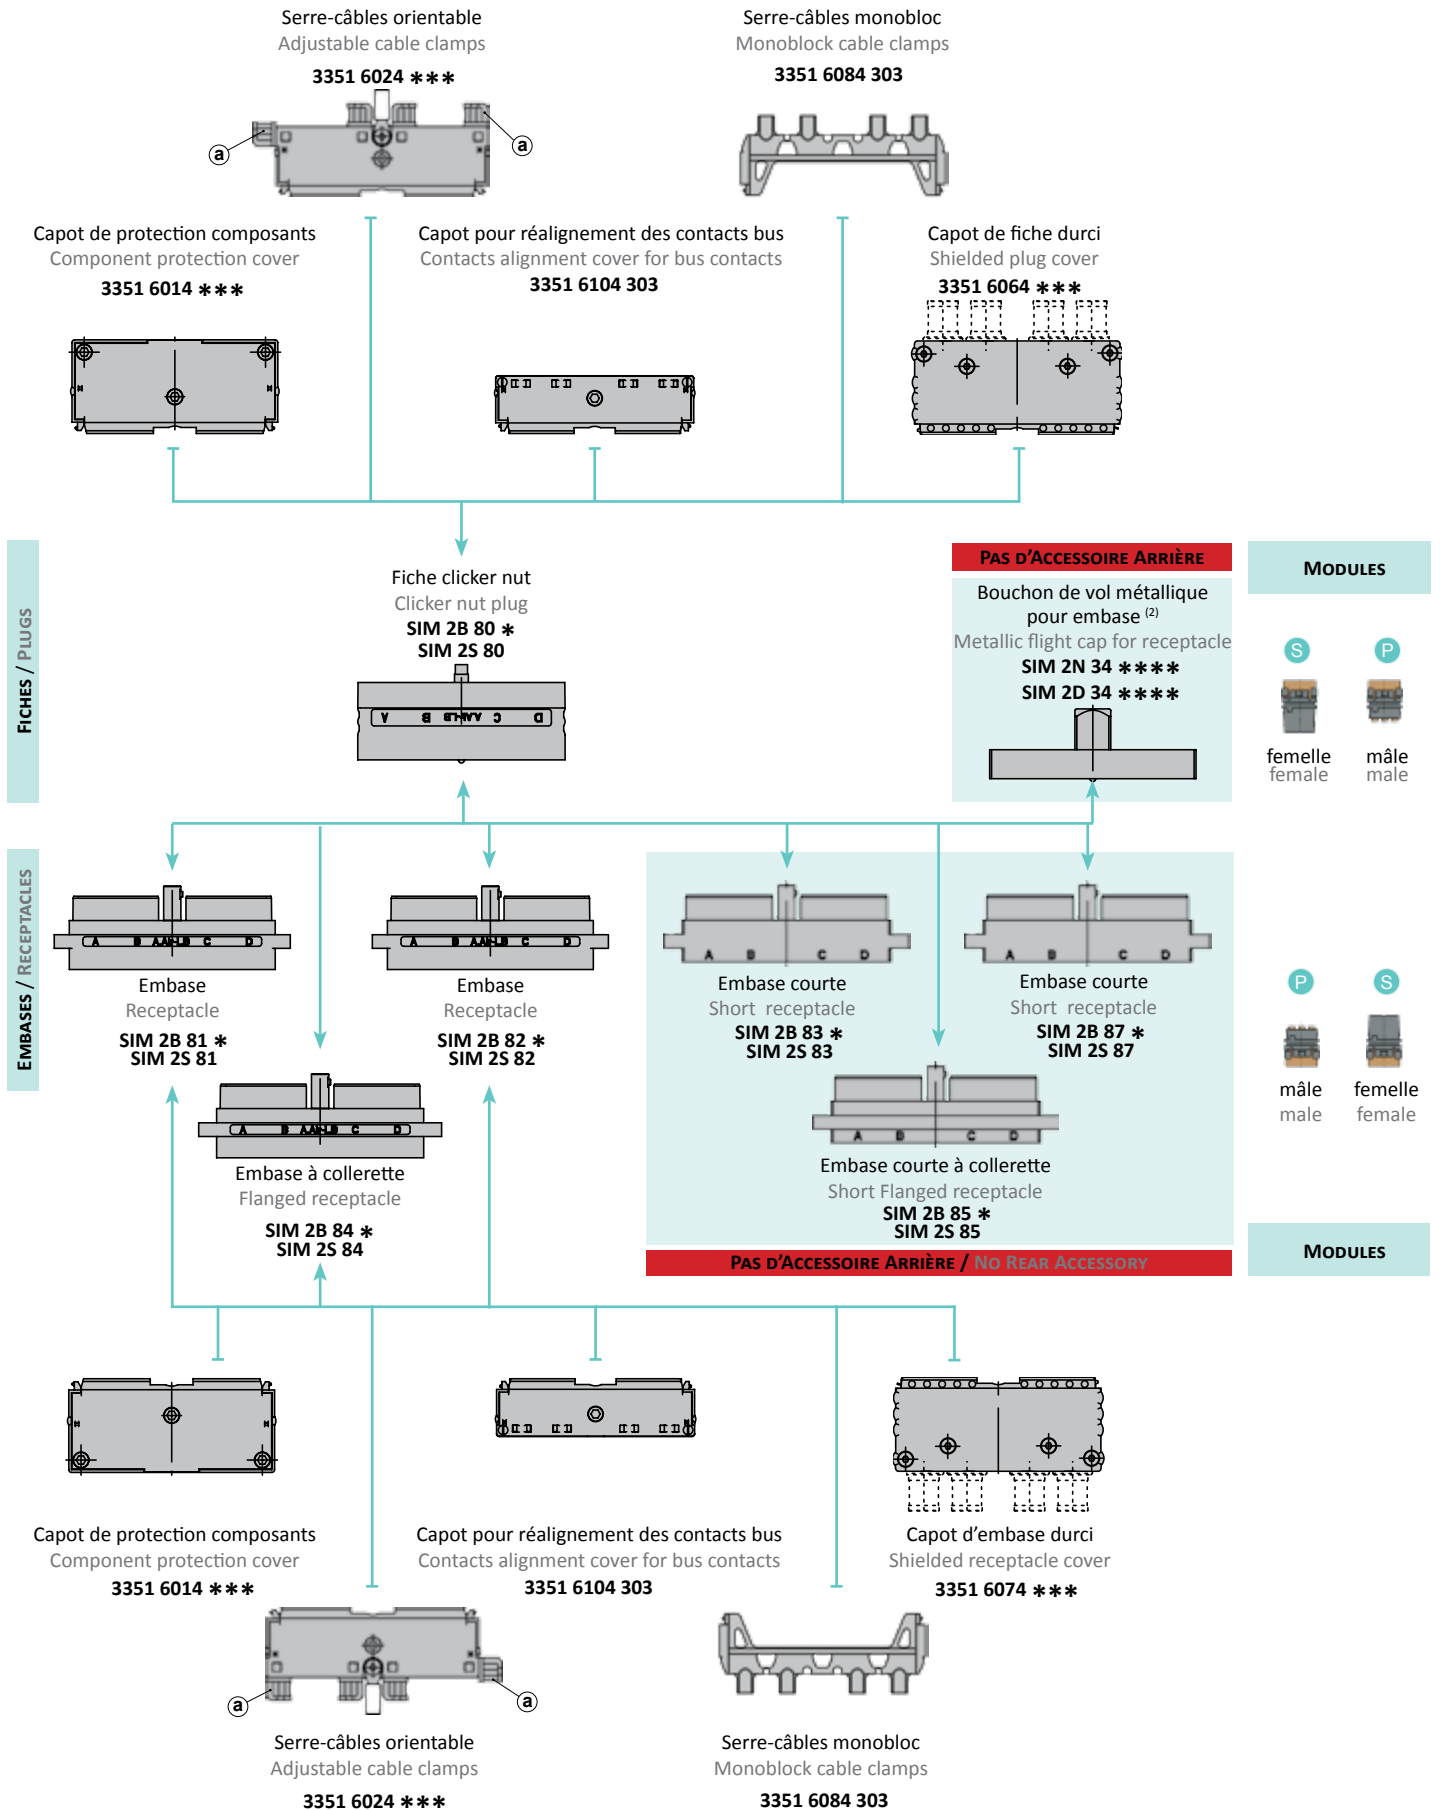 Serre-câbles orientable
Adjustable cable clamps
3351 6024 ***
Serre-câbles monobloc
Monoblock cable clamps
3351 6084 303
a
a
Capot de protection composants
Component protection cover
3351 6014 ***
Capot pour réalignement des contacts bus
Contacts alignment cover for bus contacts
3351 6104 303
Capot de fiche durci
Shielded plug cover
3351 6064 ***
FICHES / PLUGS
Fiche clicker nut
Clicker nut plug
SIM 2B 80 *
SIM 2S 80
A B C D
PAS D'ACCESSOIRE ARRIÈRE
Bouchon de vol métallique
pour embase (2)
Metallic flight cap for receptacle
SIM 2N 34 ****
SIM 2D 34 ****
MODULES
S P
femelle mâle
female male
EMBASES / RECEPTACLES
A B C D
Embase
Receptacle
SIM 2B 81 *
SIM 2S 81
A B C D
Embase
Receptacle
SIM 2B 82 *
SIM 2S 82
A B C D
Embase à collerette
Flanged receptacle
SIM 2B 84 *
SIM 2S 84
A B C D
Embase courte
Short receptacle
SIM 2B 83 *
SIM 2S 83
A B C D
Embase courte
Short receptacle
SIM 2B 87 *
SIM 2S 87
A B C D
Embase courte à collerette
Short Flanged receptacle
SIM 2B 85 *
SIM 2S 85
PAS D'ACCESSOIRE ARRIÈRE / NO REAR ACCESSORY
P S
mâle femelle
male female
MODULES
Capot de protection composants
Component protection cover
3351 6014 ***
Capot pour réalignement des contacts bus
Contacts alignment cover for bus contacts
3351 6104 303
Capot d'embase durci
Shielded receptacle cover
3351 6074 ***
a
a
Serre-câbles orientable
Adjustable cable clamps
3351 6024 ***
Serre-câbles monobloc
Monoblock cable clamps
3351 6084 303